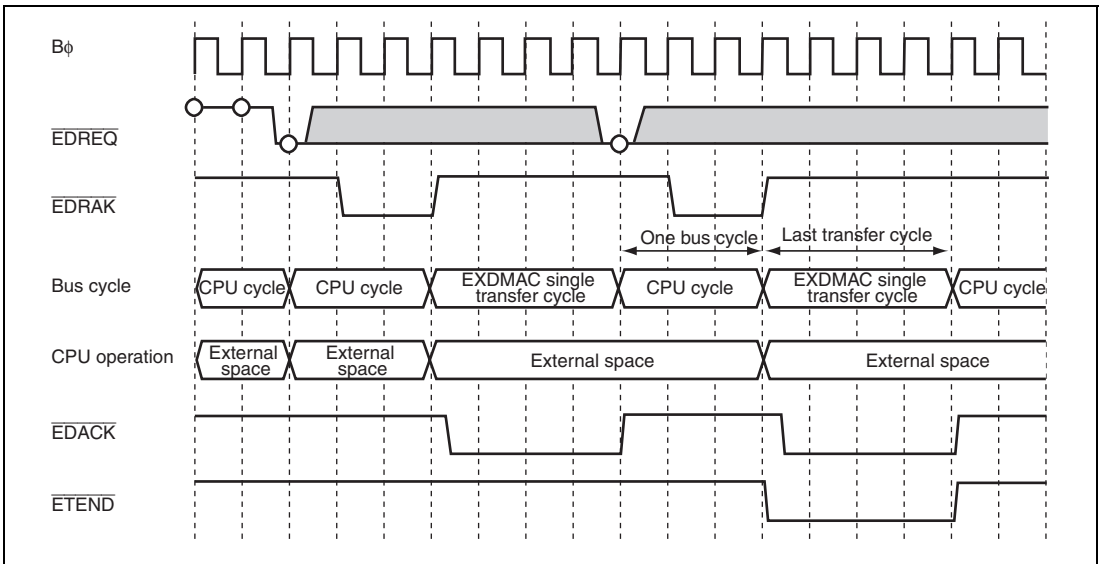 Bφ
EDREQ
EDRAK
One bus cycle
Last transfer cycle
Bus cycle
CPU cycle
CPU cycle
EXDMAC single
transfer cycle
CPU cycle
EXDMAC single
transfer cycle
CPU cycle
CPU operation
External
space
External
space
External space
External space
EDACK
ETEND